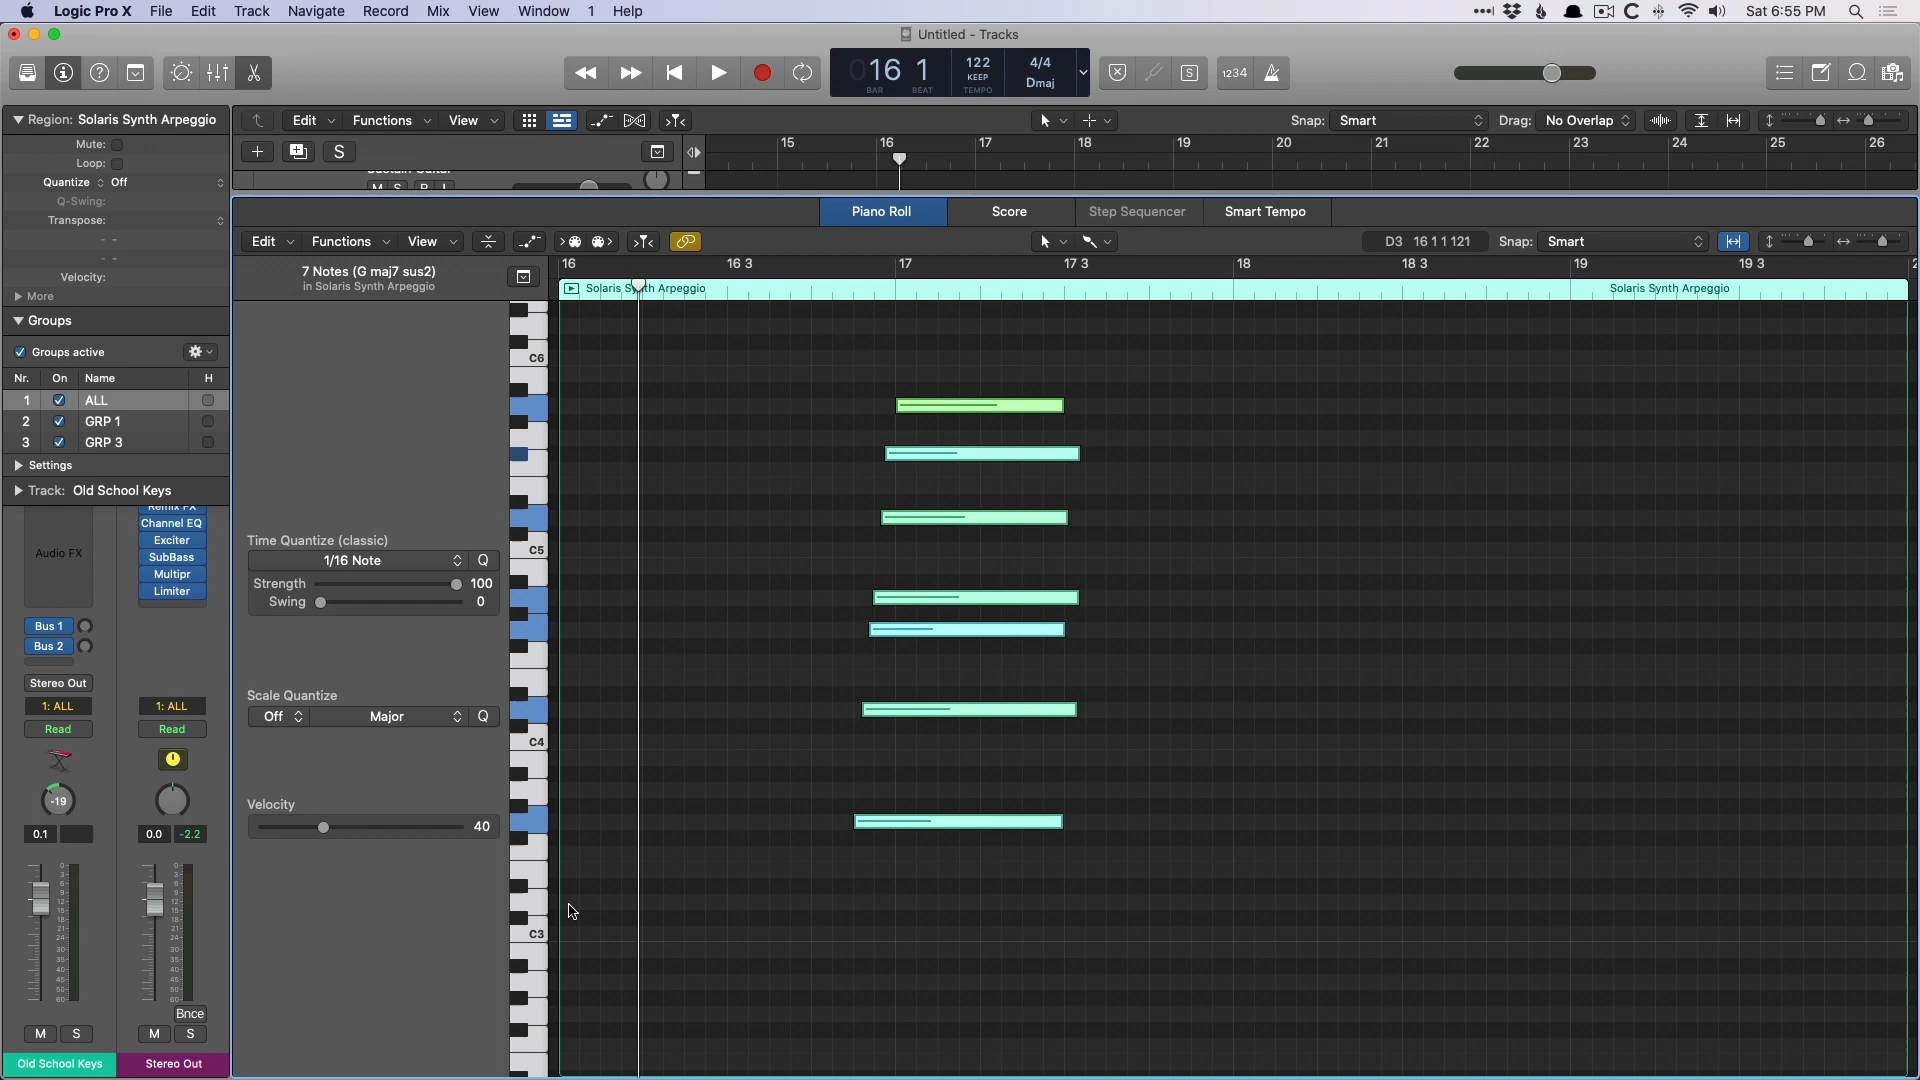 Logic Pro X File Edit Track Navigate Record Mix View Window 1 Help
Sat 6:55 PM
Untitled - Tracks
16 1
BAR BEAT
122
KEEP
TEMPO
4/4
Dmaj
S
1234
Region: Solaris Synth Arpeggio
Mute:
Loop:
Quantize Off
Q-Swing:
Transpose:
Velocity:
More
Groups
Groups active
Nr. On Name H
1 ALL
2 GRP 1
3 GRP 3
Settings
Track: Old School Keys
Edit Functions View
Snap: Smart
Drag: No Overlap
S
15 16 17 18 19 20 21 22 23 24 25 26
M S R I
Piano Roll Score Step Sequencer Smart Tempo
Edit Functions View
D3 16 1 1 121
Snap: Smart
7 Notes (G maj7 sus2)
in Solaris Synth Arpeggio
16 16 3 17 17 3 18 18 3 19 19 3
Solaris Synth Arpeggio
Solaris Synth Arpeggio
C6
C5
C4
C3
Time Quantize (classic)
1/16 Note Q
Strength 100
Swing 0
Scale Quantize
Off Major Q
Velocity
40
Audio FX
Remix FX
Channel EQ
Exciter
SubBass
Multipr
Limiter
Bus 1
Bus 2
Stereo Out
1: ALL 1: ALL
Read Read
-19
0.1
0.0 -2.2
Bnce
M S M S
Old School Keys Stereo Out